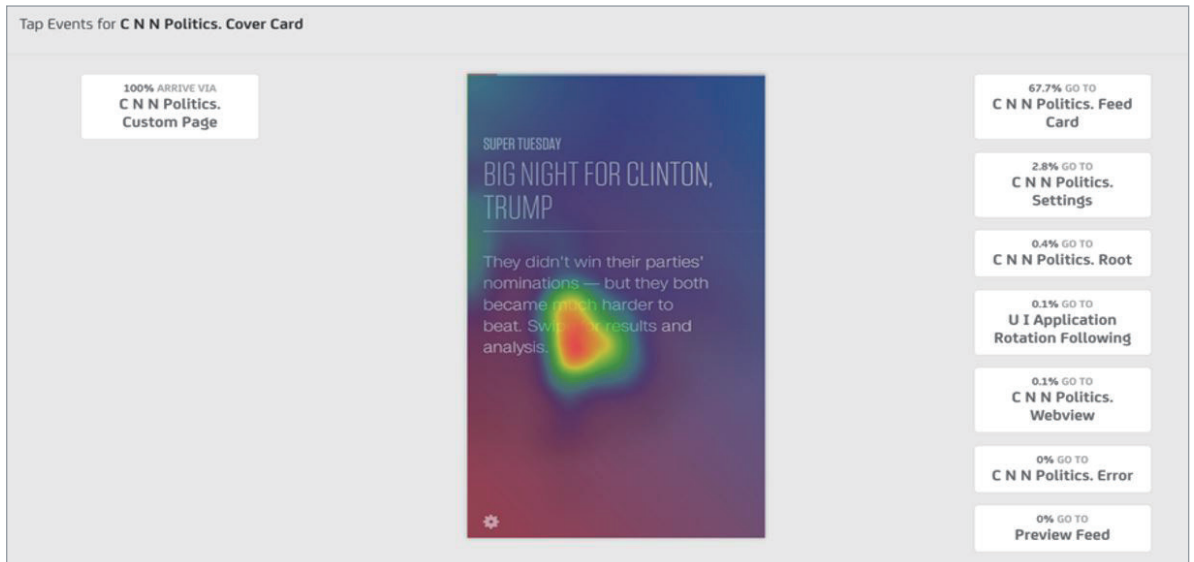 Tap Events for C N N Politics. Cover Card
100% ARRIVE VIA
C N N Politics.
Custom Page
SUPER TUESDAY
BIG NIGHT FOR CLINTON,
TRUMP
They didn't win their parties'
nominations — but they both
became much harder to
beat. Swipe for results and
analysis.
67.7% GO TO
C N N Politics. Feed
Card
2.8% GO TO
C N N Politics.
Settings
0.4% GO TO
C N N Politics. Root
0.1% GO TO
U I Application
Rotation Following
0.1% GO TO
C N N Politics.
Webview
0% GO TO
C N N Politics. Error
0% GO TO
Preview Feed